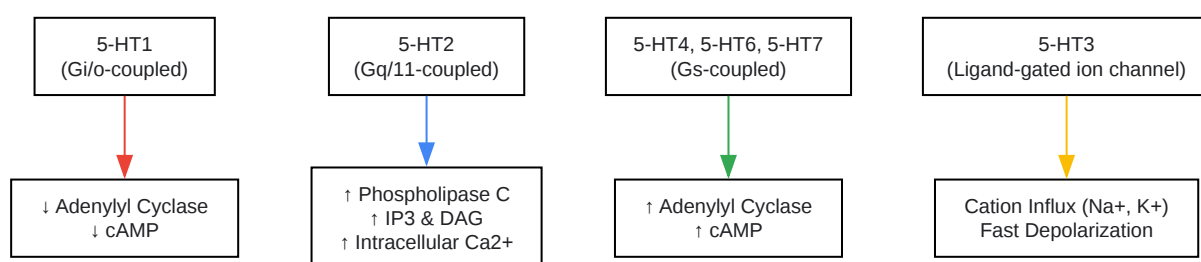 5-HT1
(Gi/o-coupled)
5-HT2
(Gq/11-coupled)
5-HT4, 5-HT6, 5-HT7
(Gs-coupled)
5-HT3
(Ligand-gated ion channel)
↓ Adenylyl Cyclase
↓ cAMP
↑ Phospholipase C
↑ IP3 & DAG
↑ Intracellular Ca2+
↑ Adenylyl Cyclase
↑ cAMP
Cation Influx (Na+, K+)
Fast Depolarization